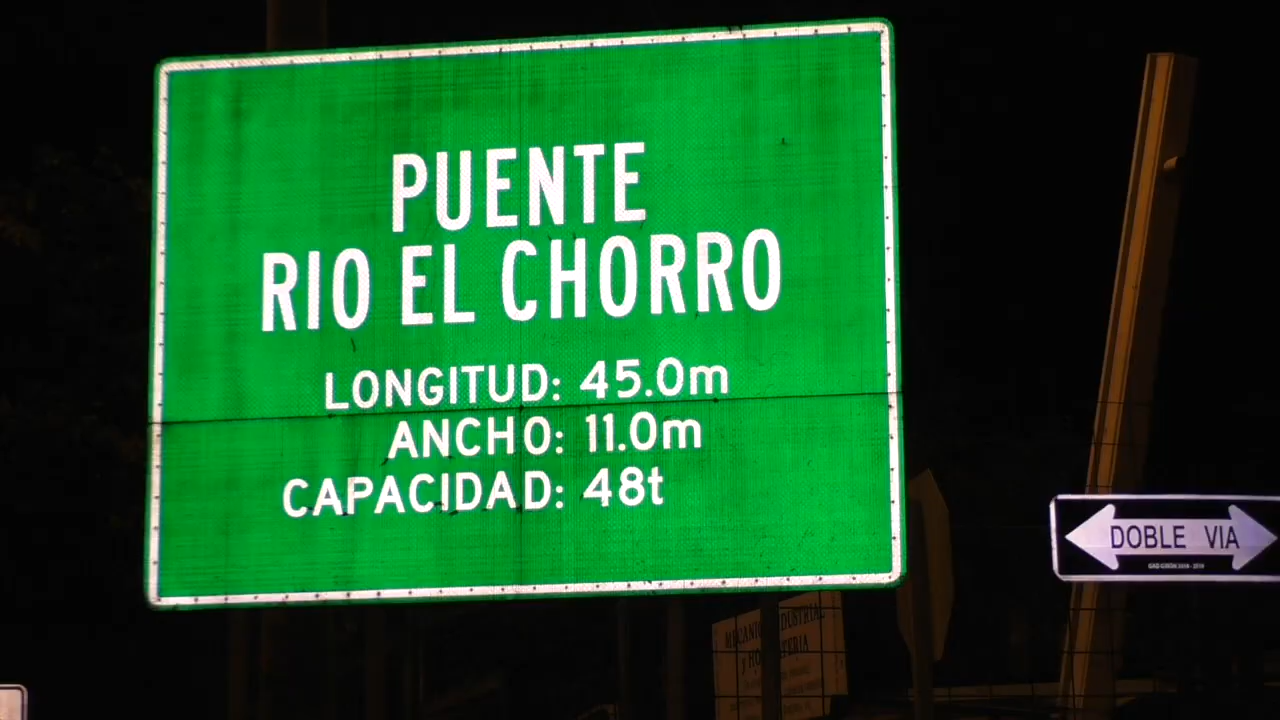 PUENTE
RIO EL CHORRO
LONGITUD: 45.0m
ANCHO: 11.0m
CAPACIDAD: 48t
DOBLE VIA